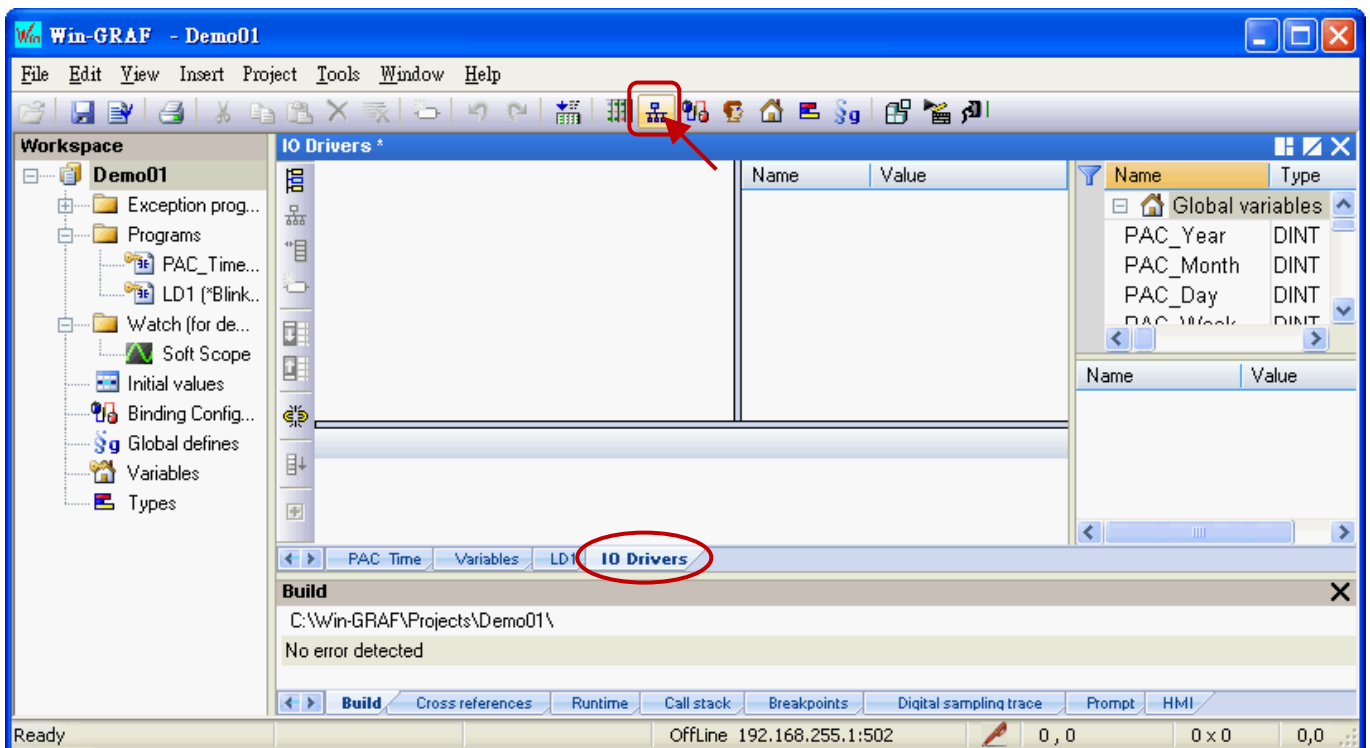 Win-GRAF - Demo01
File Edit View Insert Project Tools Window Help
Workspace
Demo01
Exception prog...
Programs
PAC_Time...
LD1 (*Blink..
Watch (for de...
Soft Scope
Initial values
Binding Config...
Global defines
Variables
Types
IO Drivers *
Name Value
Name Type
Global variables
PAC_Year DINT
PAC_Month DINT
PAC_Day DINT
PAC_Week DINT
Name Value
PAC_Time Variables LD1 IO Drivers
Build
C:\Win-GRAF\Projects\Demo01\
No error detected
Build Cross references Runtime Call stack Breakpoints Digital sampling trace Prompt HMI
Ready OffLine 192.168.255.1:502 0 , 0 0 x 0 0,0